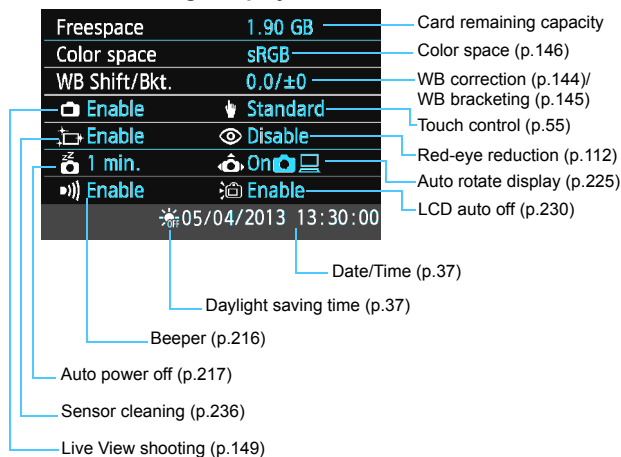 Freespace 1.90 GB Card remaining capacity
Color space sRGB Color space (p.146)
WB Shift/Bkt. 0.0/±0 WB correction (p.144)/
WB bracketing (p.145)
Enable Standard Touch control (p.55)
Enable Disable Red-eye reduction (p.112)
zz 1 min. On Auto rotate display (p.225)
Enable Enable LCD auto off (p.230)
OFF 05/04/2013 13:30:00
Date/Time (p.37)
Daylight saving time (p.37)
Beeper (p.216)
Auto power off (p.217)
Sensor cleaning (p.236)
Live View shooting (p.149)